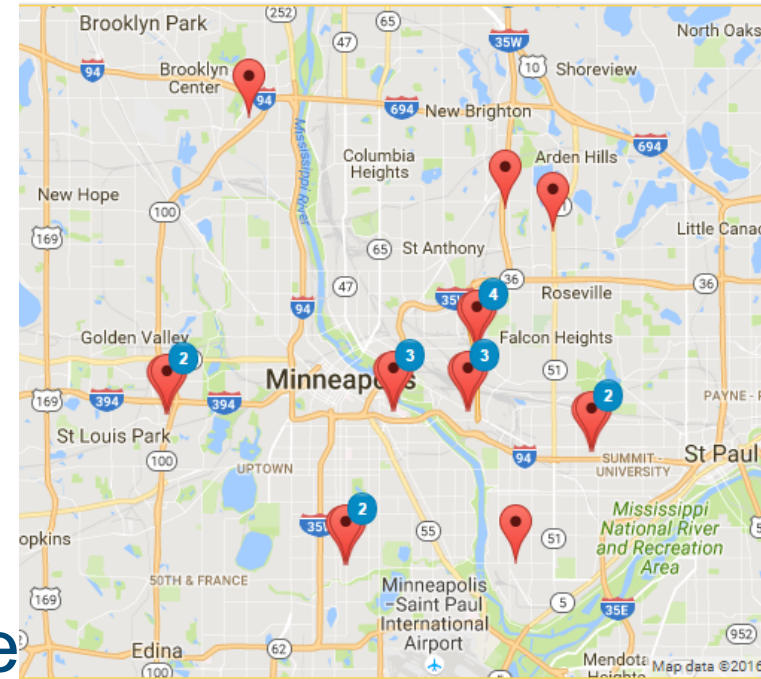 252
Brooklyn Park
65
North Oaks
47
35W
94
Brooklyn
Center
10
Shoreview
94
694
New Brighton
Mississippi River
694
Columbia
Heights
Arden Hills
New Hope
100
169
Little Canad
65
St Anthony
36
36
47
35
4
Roseville
94
Golden Valley
Falcon Heights
2
3
3
Minneapolis
51
169
394
394
2
PAYNE - P
St Louis Park
94
St Paul
SUMMIT -
UNIVERSITY
100
UPTOWN
2
Mississippi
National River
and Recreation
Area
35
55
51
opkins
50TH & FRANCE
Minneapolis
-Saint Paul
International
Airport
169
5
35E
952
e
Edina
62
Mendota
Heights
Map data ©2016
100
5